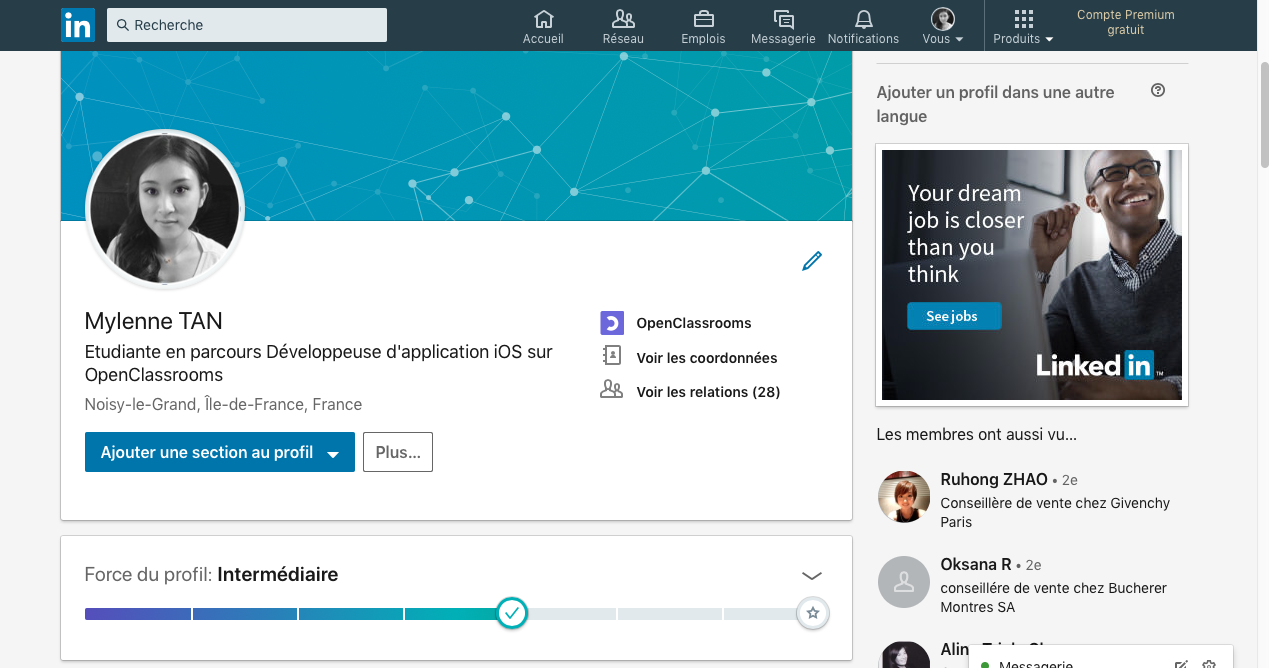 in
Recherche
Accueil
Réseau
Emplois
Messagerie
Notifications
Vous
Produits
Compte Premium
gratuit
Mylenne TAN
Etudiante en parcours Développeuse d'application iOS sur
OpenClassrooms
Noisy-le-Grand, Île-de-France, France
Ajouter une section au profil
Plus...
OpenClassrooms
Voir les coordonnées
Voir les relations (28)
Force du profil: Intermédiaire
Ajouter un profil dans une autre
langue
Your dream
job is closer
than you
think
See jobs
Linked in ™
Les membres ont aussi vu...
Ruhong ZHAO • 2e
Conseillère de vente chez Givenchy
Paris
Oksana R • 2e
conseillére de vente chez Bucherer
Montres SA
Messagerie